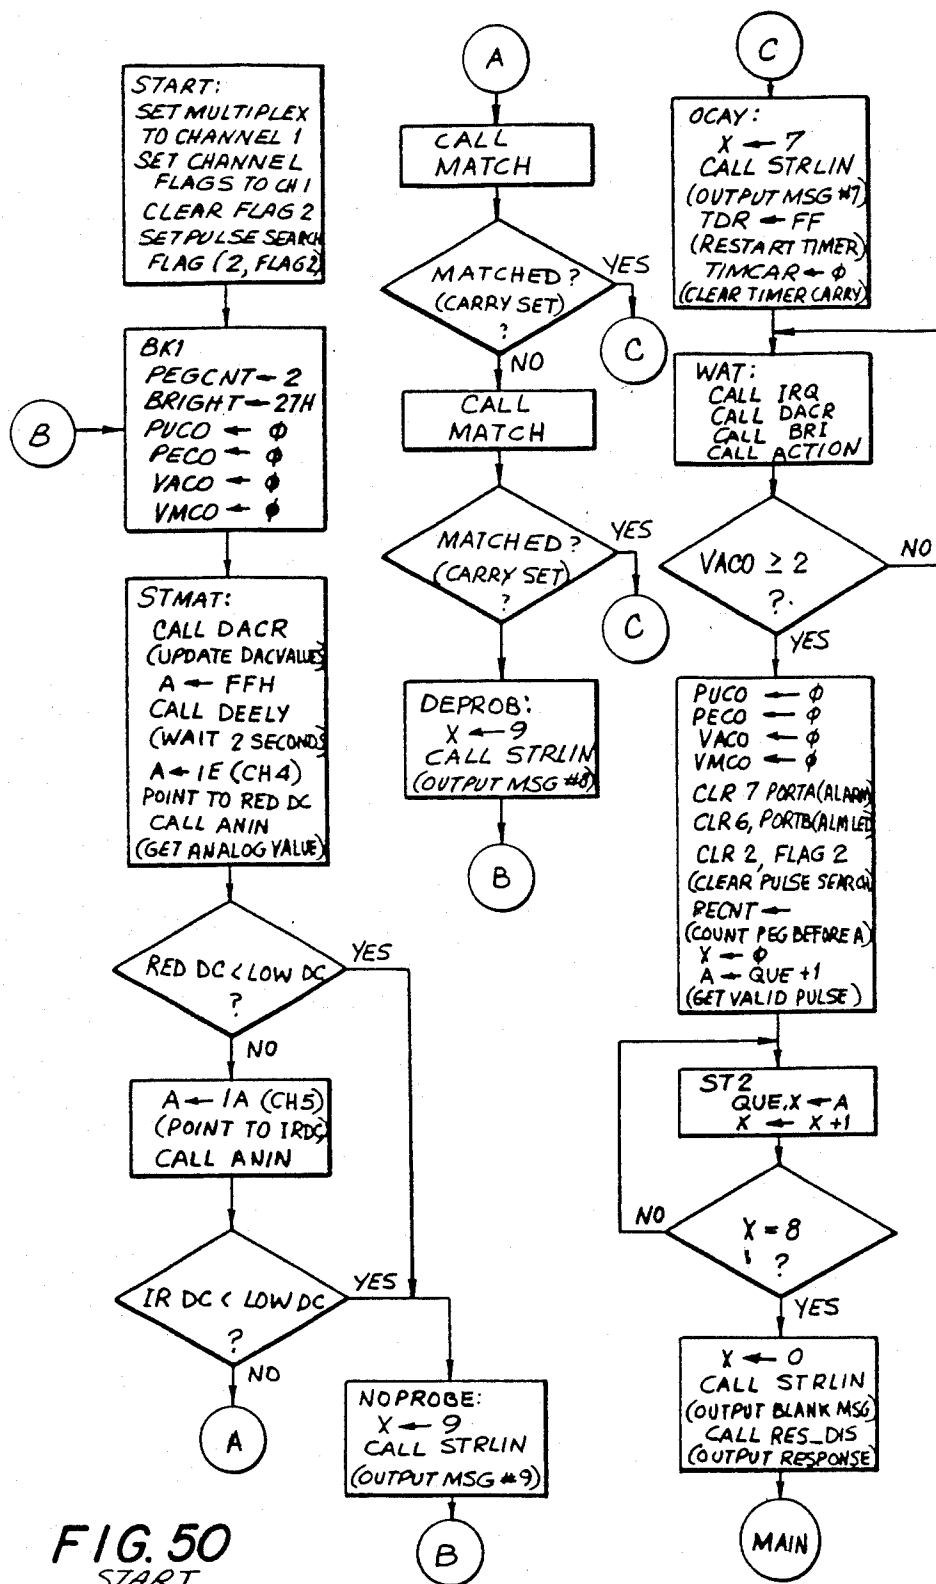 START:
SET MULTIPLEX
TO CHANNEL 1
SET CHANNEL
FLAGS TO CH 1
CLEAR FLAG 2
SET PULSE SEARCH
FLAG (2, FLAG2)
B
BK1
PEGCNT ← 2
BRIGHT ← 27H
PUCO ← ϕ
PECO ← ϕ
VACO ← ϕ
VMCO ← ϕ
STMAT:
CALL DACR
(UPDATE DACVALUES)
A ← FFH
CALL DEELY
(WAIT 2 SECONDS)
A ← 1E (CH4)
POINT TO RED DC
CALL ANIN
(GET ANALOG VALUE)
RED DC < LOW DC
?
YES
NO
A ← 1A (CH5)
(POINT TO IRDC)
CALL ANIN
IR DC < LOW DC
?
YES
NO
A
NOPROBE:
X ← 9
CALL STRLIN
(OUTPUT MSG #9)
B
A
CALL
MATCH
MATCHED?
(CARRY SET)
?
YES
C
NO
CALL
MATCH
MATCHED?
(CARRY SET)
?
YES
C
DEPROB:
X ← 9
CALL STRLIN
(OUTPUT MSG #8)
B
C
OCAY:
X ← 7
CALL STRLIN
(OUTPUT MSG #7)
TDR ← FF
(RESTART TIMER)
TIMCAR ← ϕ
(CLEAR TIMER CARRY)
WAT:
CALL IRQ
CALL DACR
CALL BRI
CALL ACTION
VACO ≥ 2
?
NO
YES
PUCO ← ϕ
PECO ← ϕ
VACO ← ϕ
VMCO ← ϕ
CLR 7 PORTA (ALARM)
CLR 6, PORTB (ALM LED)
CLR 2, FLAG 2
(CLEAR PULSE SEARCH)
RECNT ←
(COUNT PEG BEFORE A)
X ← ϕ
A ← QUE +1
(GET VALID PULSE)
ST2
QUE,X ← A
X ← X +1
NO
X = 8
?
YES
X ← 0
CALL STRLIN
(OUTPUT BLANK MSG)
CALL RES_DIS
(OUTPUT RESPONSE)
MAIN
FIG. 50
START